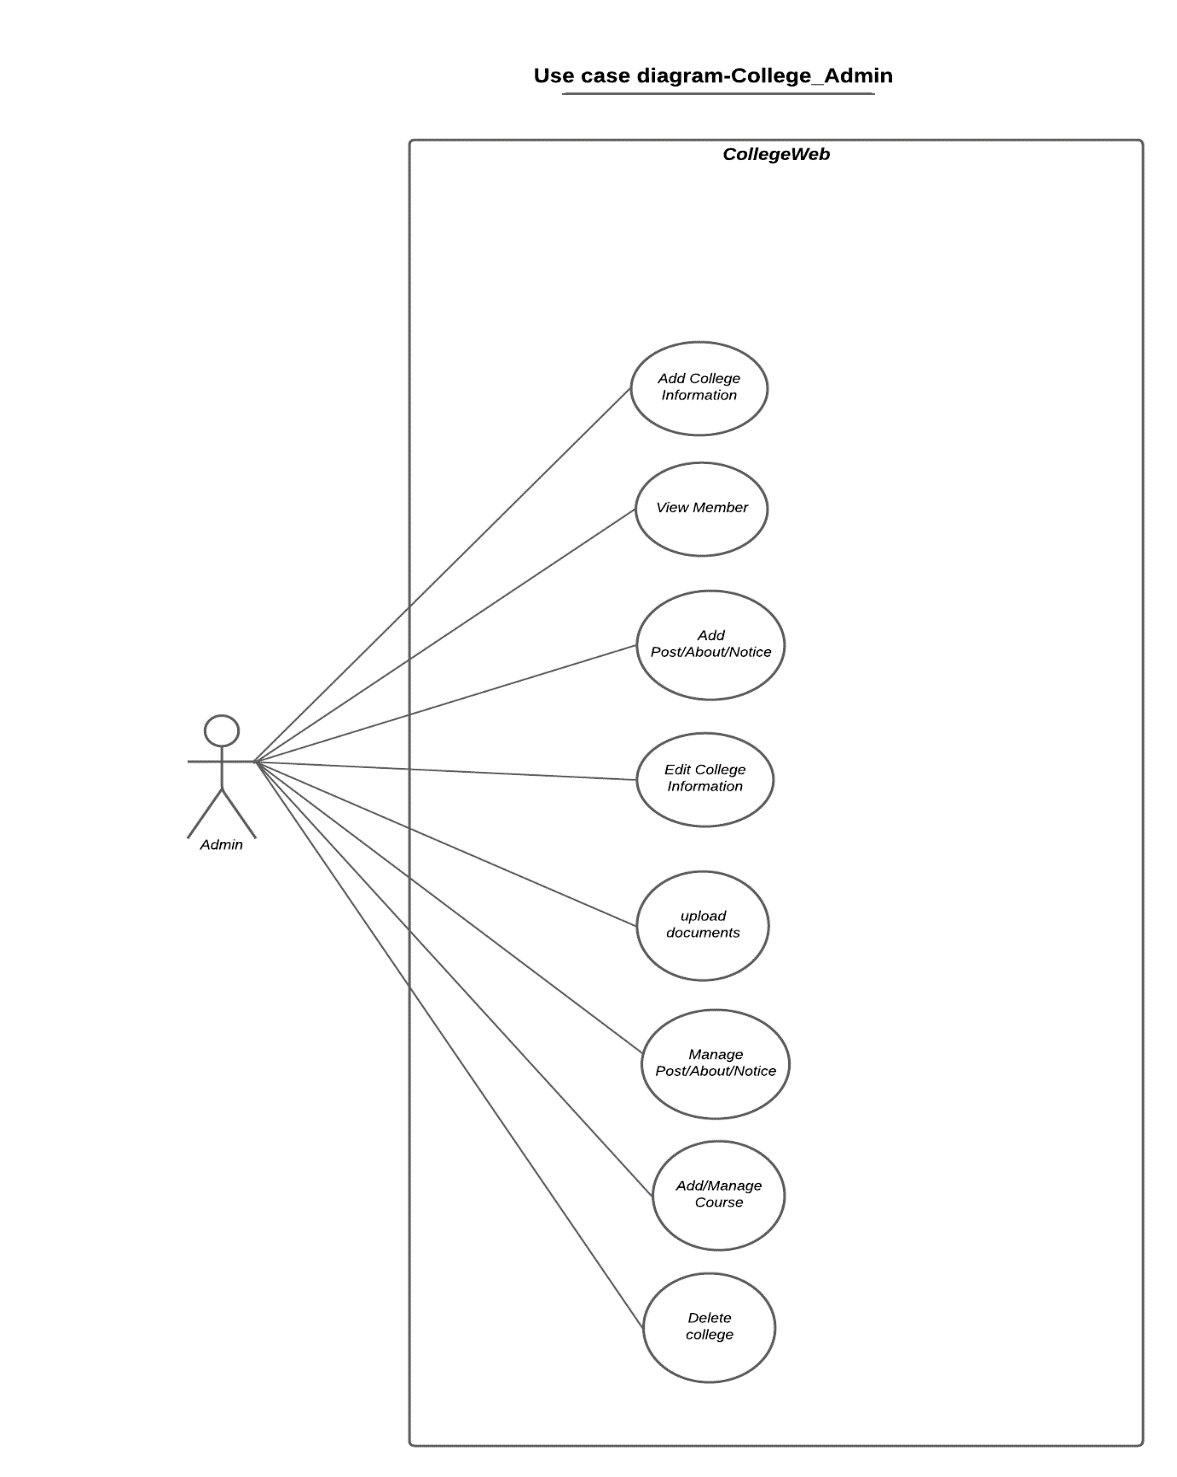 Use case diagram-College_Admin
CollegeWeb
Add College
Information
View Member
Add
Post/About/Notice
Edit College
Information
Admin
upload
documents
Manage
Post/About/Notice
Add/Manage
Course
Delete
college